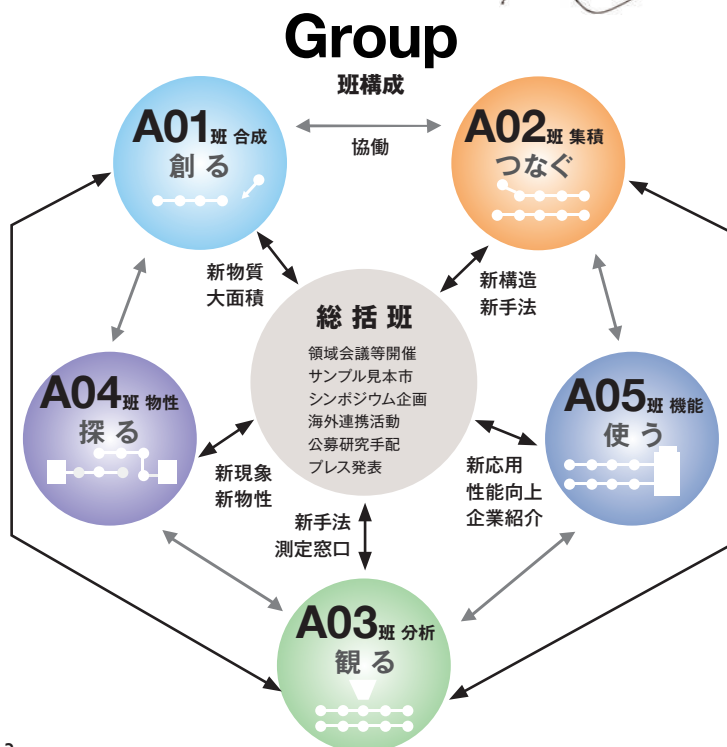 Group
班構成
A01班 合成
創る
協働
A02班 集積
つなぐ
新物質
大面積
新構造
新手法
総括班
領域会議等開催
サンプル見本市
シンポジウム企画
海外連携活動
公募研究手配
プレス発表
A04班 物性
探る
A05班 機能
使う
新現象
新物性
新応用
性能向上
企業紹介
新手法
測定窓口
A03班 分析
観る